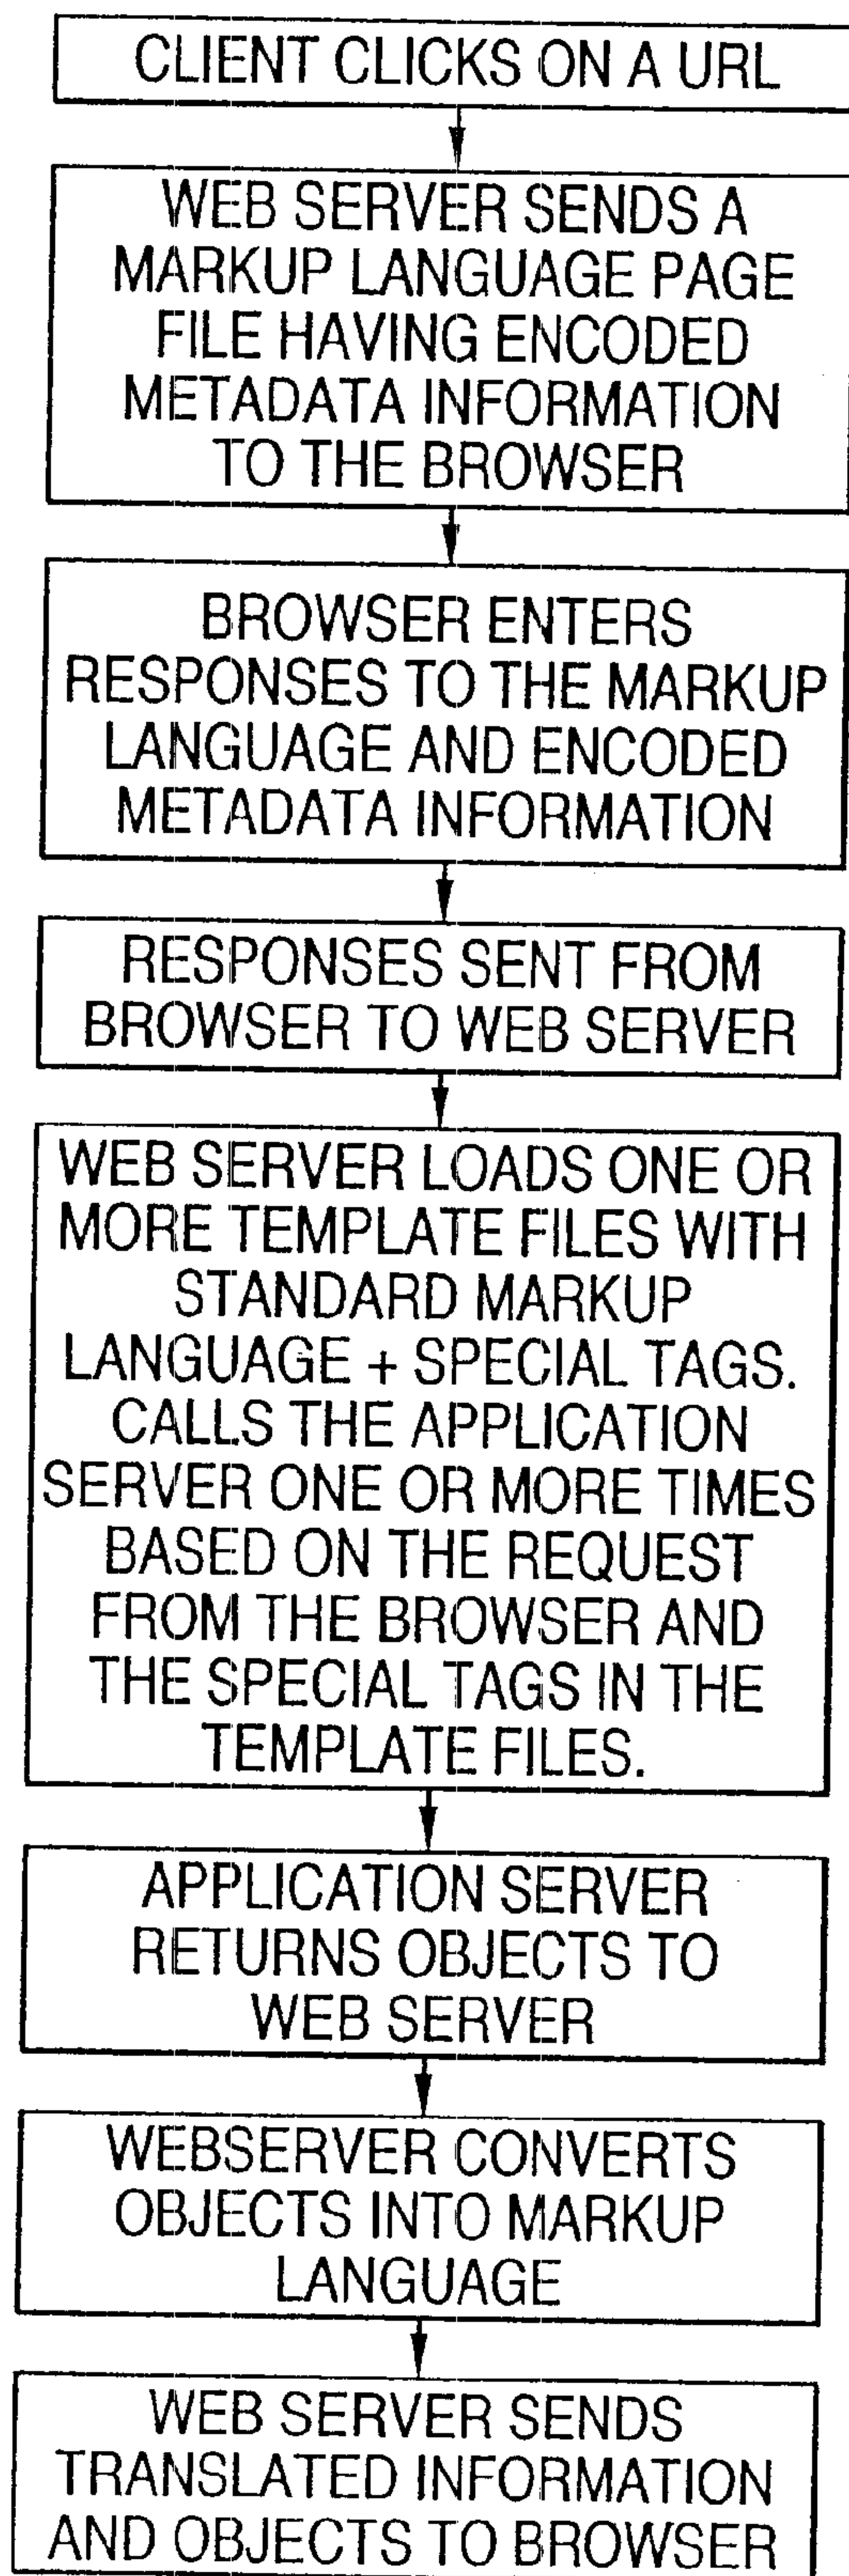 CLIENT CLICKS ON A URL
WEB SERVER SENDS A
MARKUP LANGUAGE PAGE
FILE HAVING ENCODED
METADATA INFORMATION
TO THE BROWSER
BROWSER ENTERS
RESPONSES TO THE MARKUP
LANGUAGE AND ENCODED
METADATA INFORMATION
RESPONSES SENT FROM
BROWSER TO WEB SERVER
WEB SERVER LOADS ONE OR
MORE TEMPLATE FILES WITH
STANDARD MARKUP
LANGUAGE + SPECIAL TAGS.
CALLS THE APPLICATION
SERVER ONE OR MORE TIMES
BASED ON THE REQUEST
FROM THE BROWSER AND
THE SPECIAL TAGS IN THE
TEMPLATE FILES.
APPLICATION SERVER
RETURNS OBJECTS TO
WEB SERVER
WEBSERVER CONVERTS
OBJECTS INTO MARKUP
LANGUAGE
WEB SERVER SENDS
TRANSLATED INFORMATION
AND OBJECTS TO BROWSER